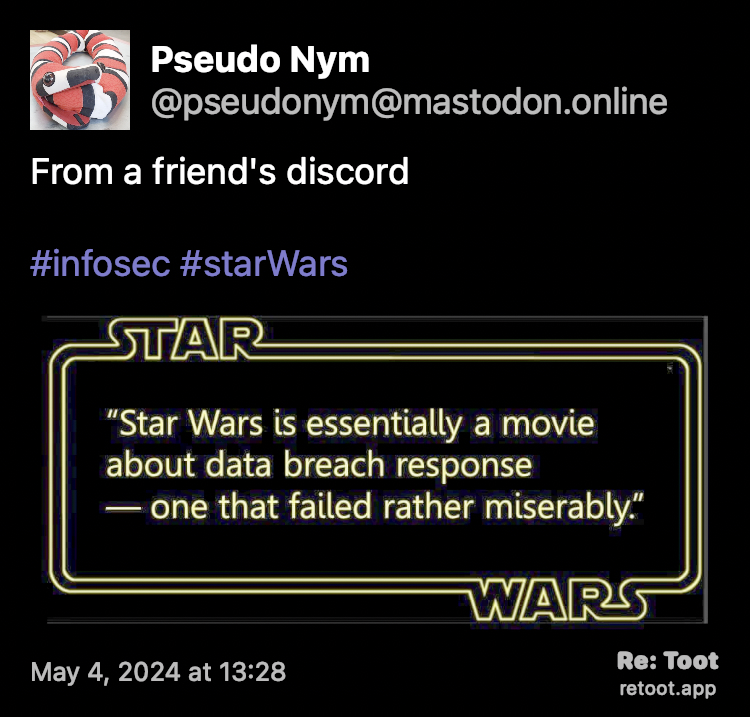 Pseudo Nym
@pseudonym@mastodon.online
From a friend's discord
#infosec #starWars
STAR
“Star Wars is essentially a movie
about data breach response
— one that failed rather miserably.”
WARS
May 4, 2024 at 13:28
Re: Toot
retoot.app